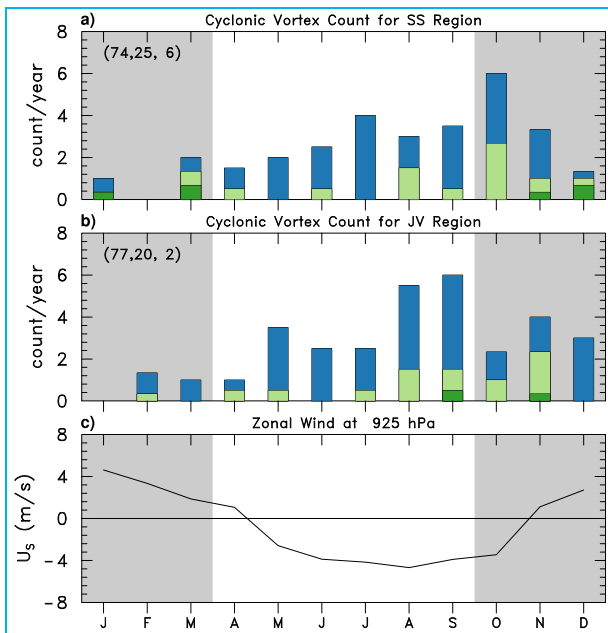 a) Cyclonic Vortex Count for SS Region
8
(74,25, 6)
6
4
2
0
count/year
b) Cyclonic Vortex Count for JV Region
8
(77,20, 2)
6
4
2
0
count/year
c) Zonal Wind at 925 hPa
8
4
0
-4
-8
Us (m/s)
J F M A M J J A S O N D